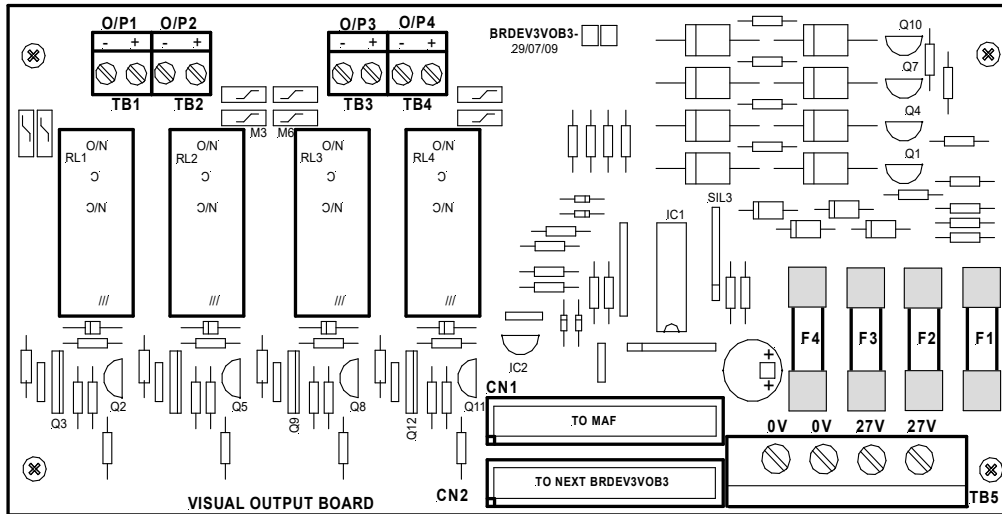 O/P1 O/P2 O/P3 O/P4
- + - + - + - +
BRDEV3VOB3-
29/07/09
Q10
Q7
Q4
Q1
TB1 TB2 TB3 TB4
M3 M6
RL1 RL2 RL3 RL4
N/O N/O N/O N/O
C C C C
N/C N/C N/C N/C
/// /// /// ///
IC1
SIL3
F4 F3 F2 F1
IC2
Q3 Q2 Q5 Q9 Q8 Q12 Q11
+
+
CN1
TO MAF
0V 0V 27V 27V
CN2
TO NEXT BRDEV3VOB3
TB5
VISUAL OUTPUT BOARD